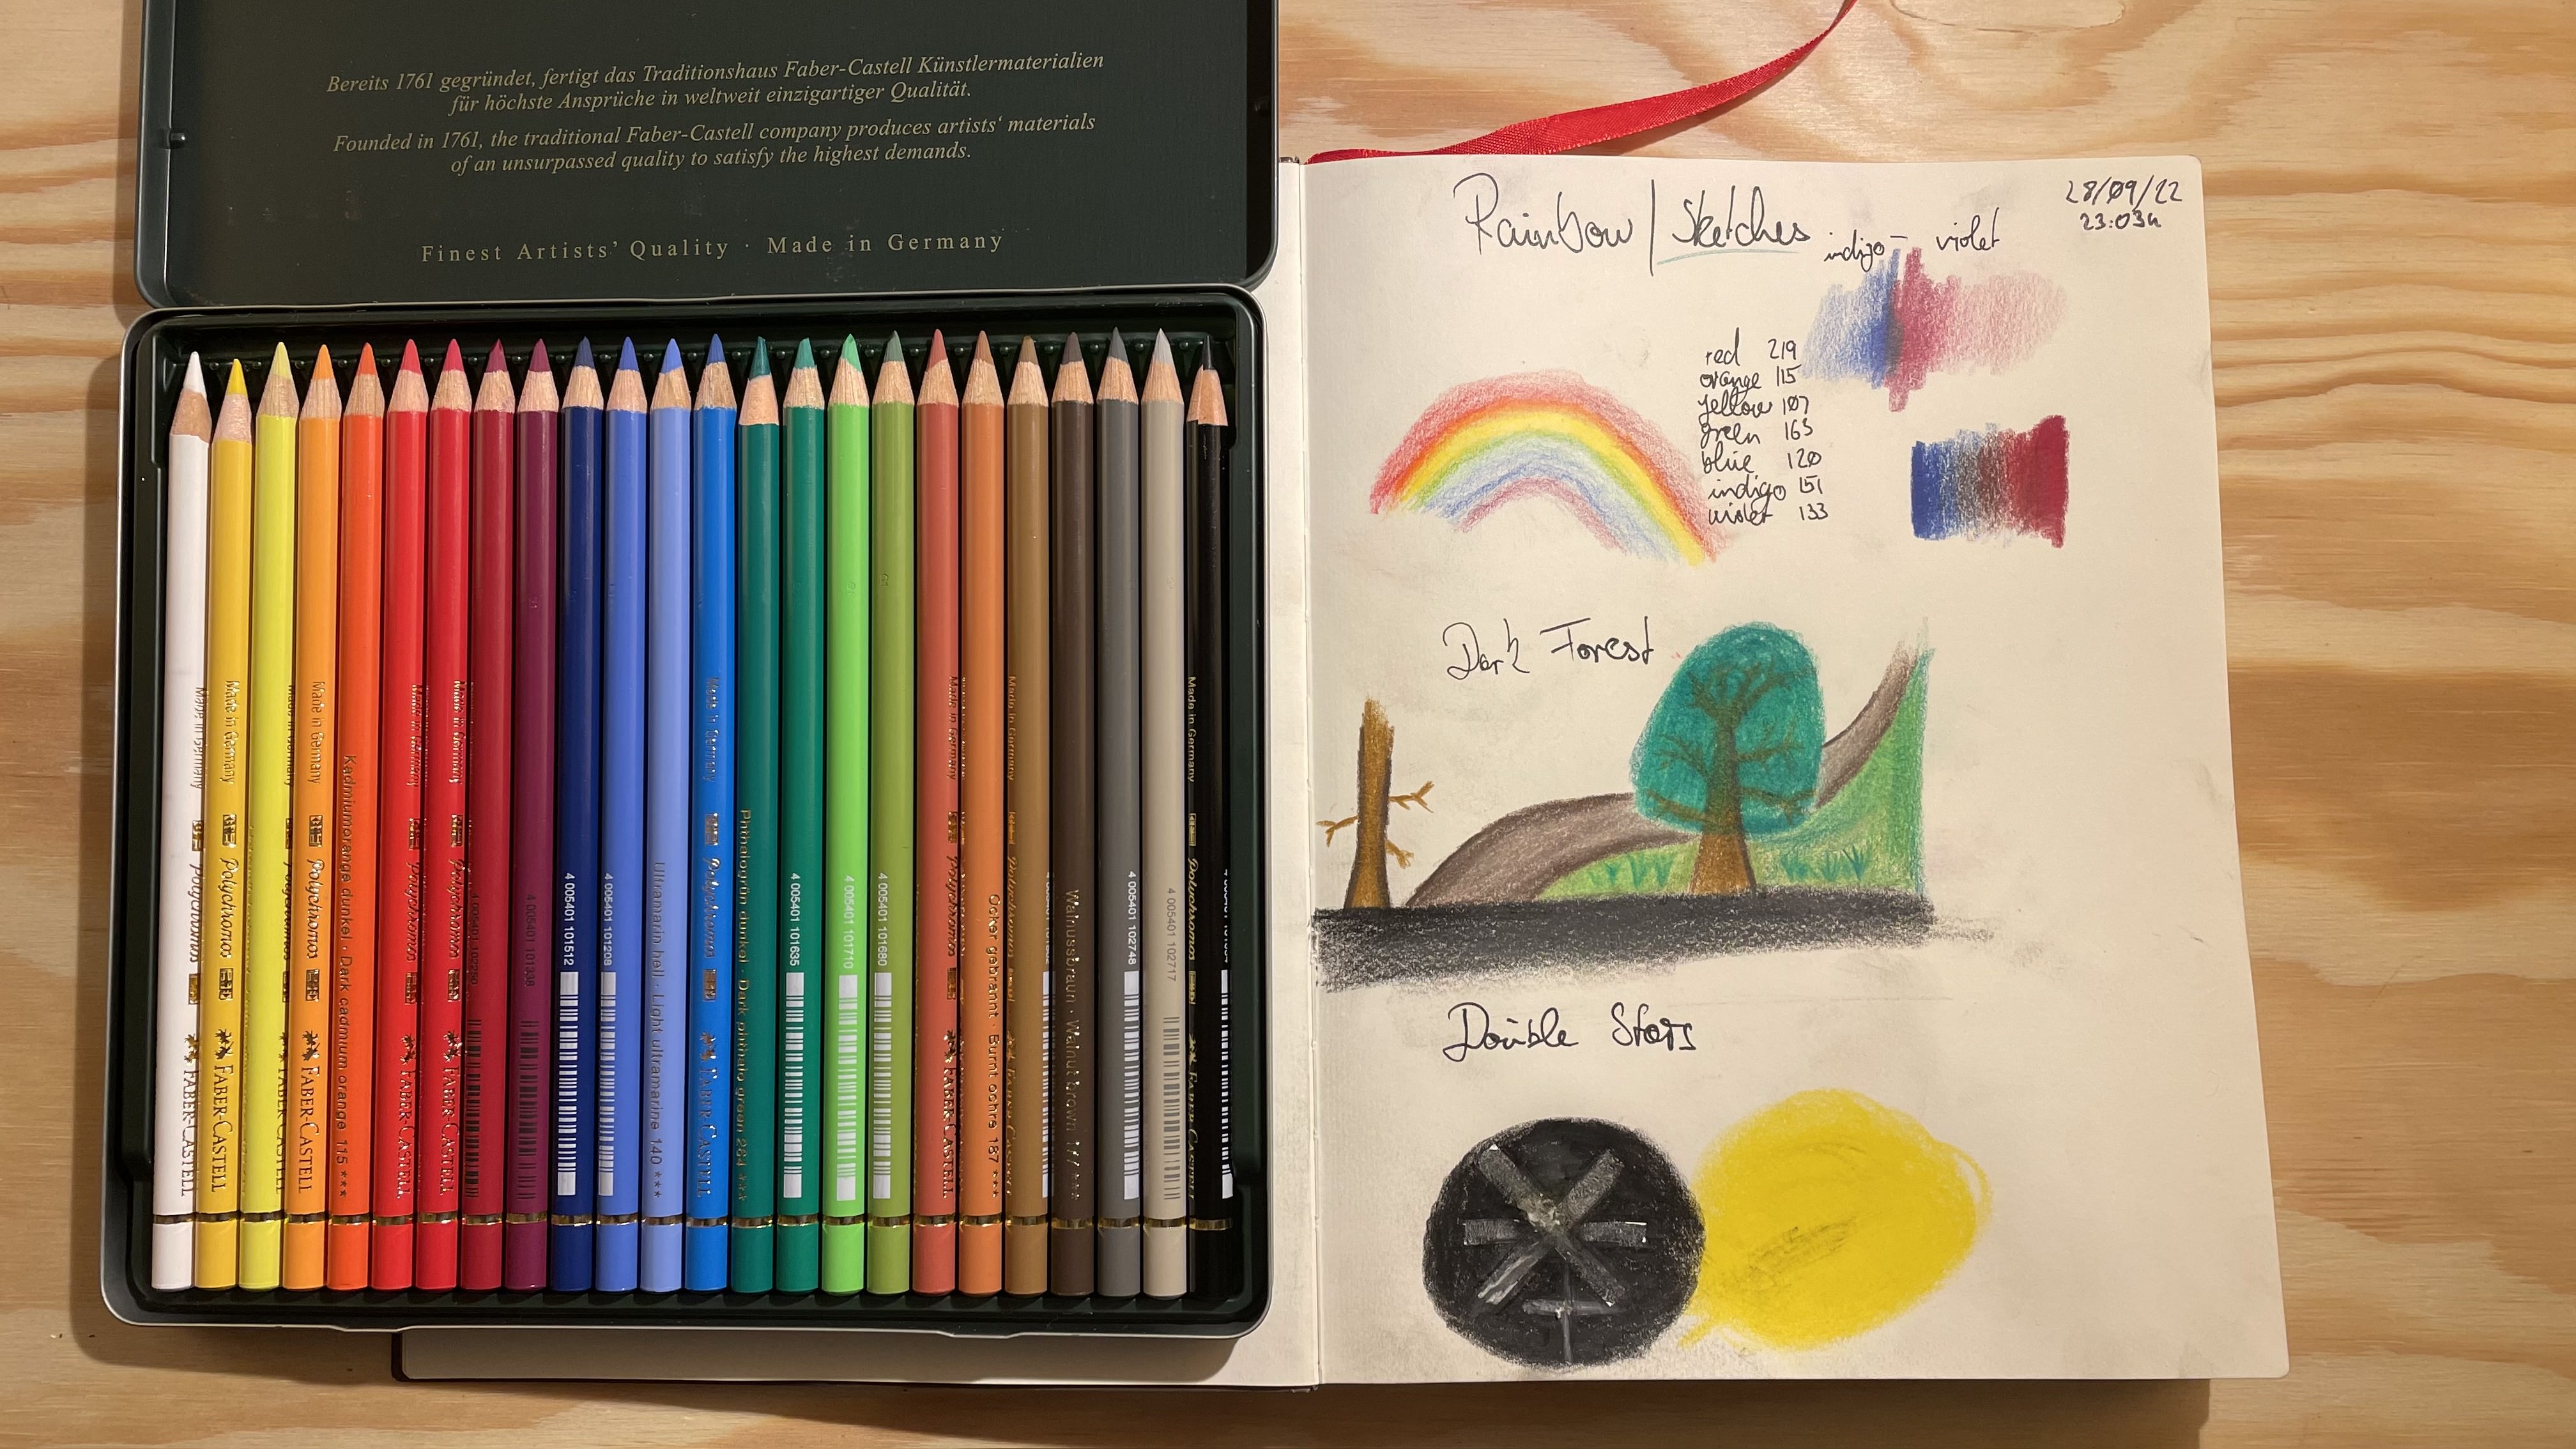 Bereits 1761 gegründet, fertigt das Traditionshaus Faber-Castell Künstlermaterialien
für höchste Ansprüche in weltweit einzigartiger Qualität.
Founded in 1761, the traditional Faber-Castell company produces artists‘ materials
of an unsurpassed quality to satisfy the highest demands.
Finest Artists’ Quality · Made in Germany
Made in Germany Polychromos FABER-CASTELL
Made in Germany Polychromos FABER-CASTELL
Made in Germany Polychromos FABER-CASTELL
Made in Germany Polychromos FABER-CASTELL
Kadmiumorange dunkel · Dark cadmium orange 115 ***
Made in Germany Polychromos FABER-CASTELL
Made in Germany Polychromos FABER-CASTELL
4 005401 101338
4 005401 101512
4 005401 101208
Ultramarin hell · Light ultramarine 140 ***
Made in Germany Polychromos FABER-CASTELL
Phthalogrün dunkel · Dark phthalo green 264 ***
4 005401 101635
4 005401 101710
4 005401 101680
Made in Germany Polychromos FABER-CASTELL
Ocker gebrannt · Burnt ochre 187 ***
Made in Germany Polychromos FABER-CASTELL
Walnussbraun · Walnut brown 177 ***
4 005401 102748
4 005401 102717
Made in Germany Polychromos FABER-CASTELL
Rainbow / Sketches
28/09/22
23:03h
indigo - violet
red 219
orange 115
yellow 107
green 163
blue 120
indigo 151
violet 133
Dark Forest
Double Stars